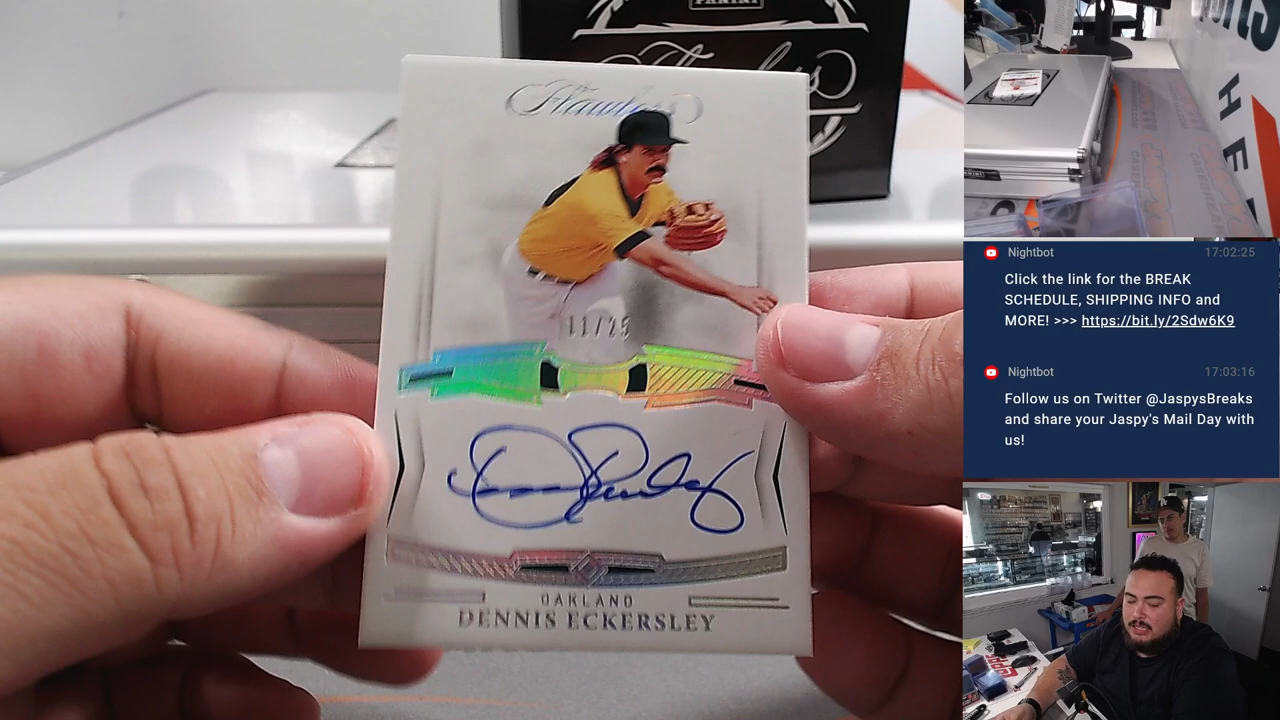 PANINI
Flawless
11/25
OAKLAND
DENNIS ECKERSLEY
Nightbot
17:02:25
Click the link for the BREAK
SCHEDULE, SHIPPING INFO and
MORE! >>> https://bit.ly/2Sdw6K9
Nightbot
17:03:16
Follow us on Twitter @JaspysBreaks
and share your Jaspy's Mail Day with
us!